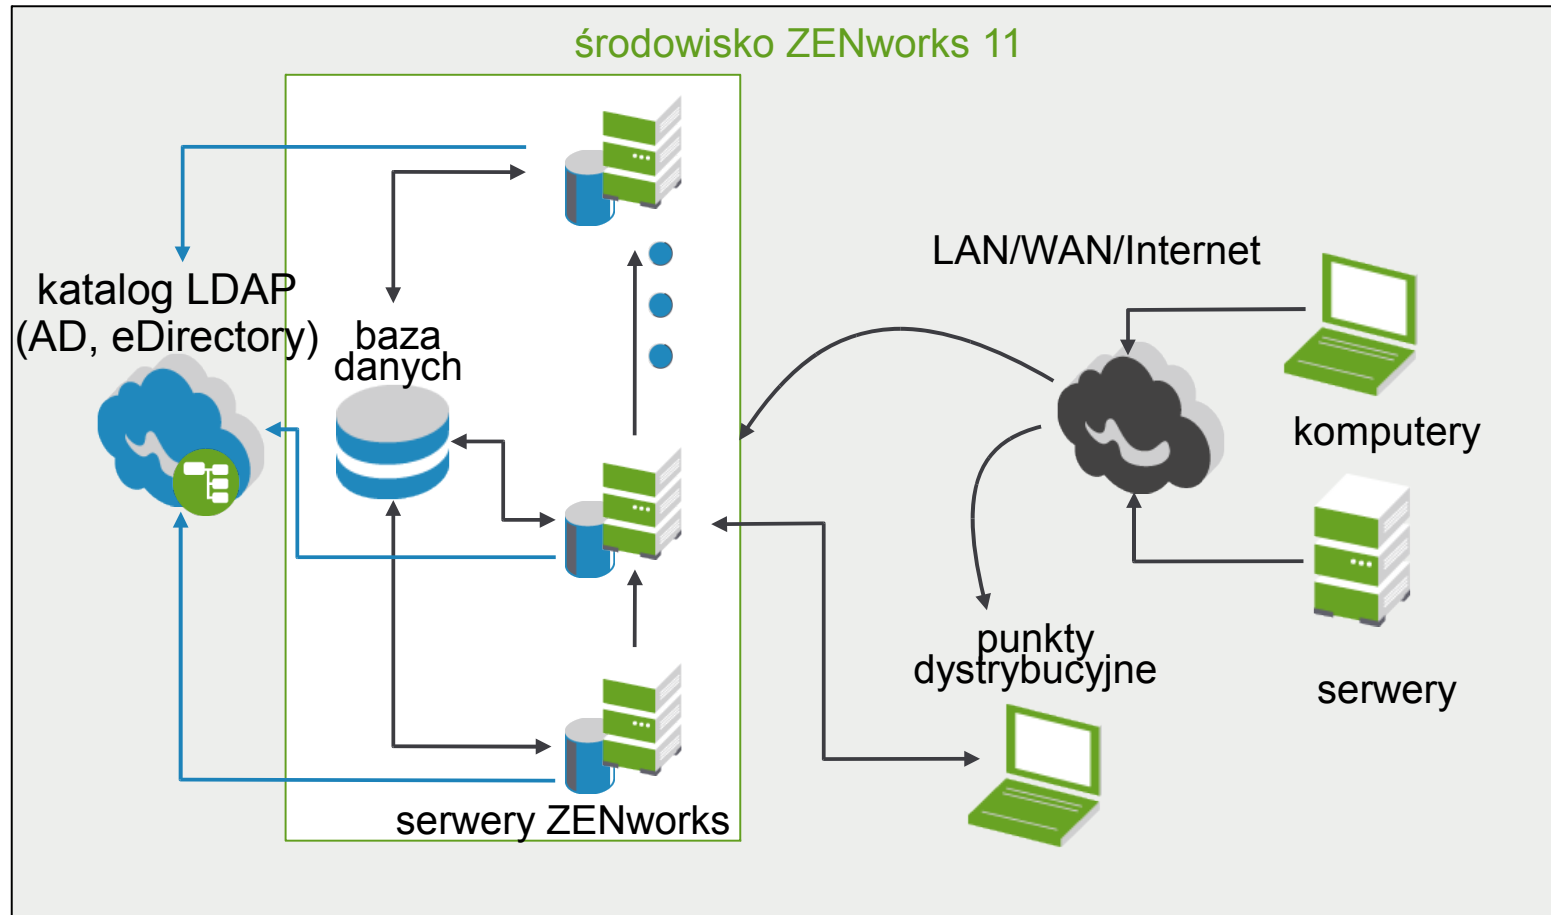 środowisko ZENworks 11
katalog LDAP
(AD, eDirectory)
baza
danych
LAN/WAN/Internet
komputery
punkty
dystrybucyjne
serwery
serwery ZENworks